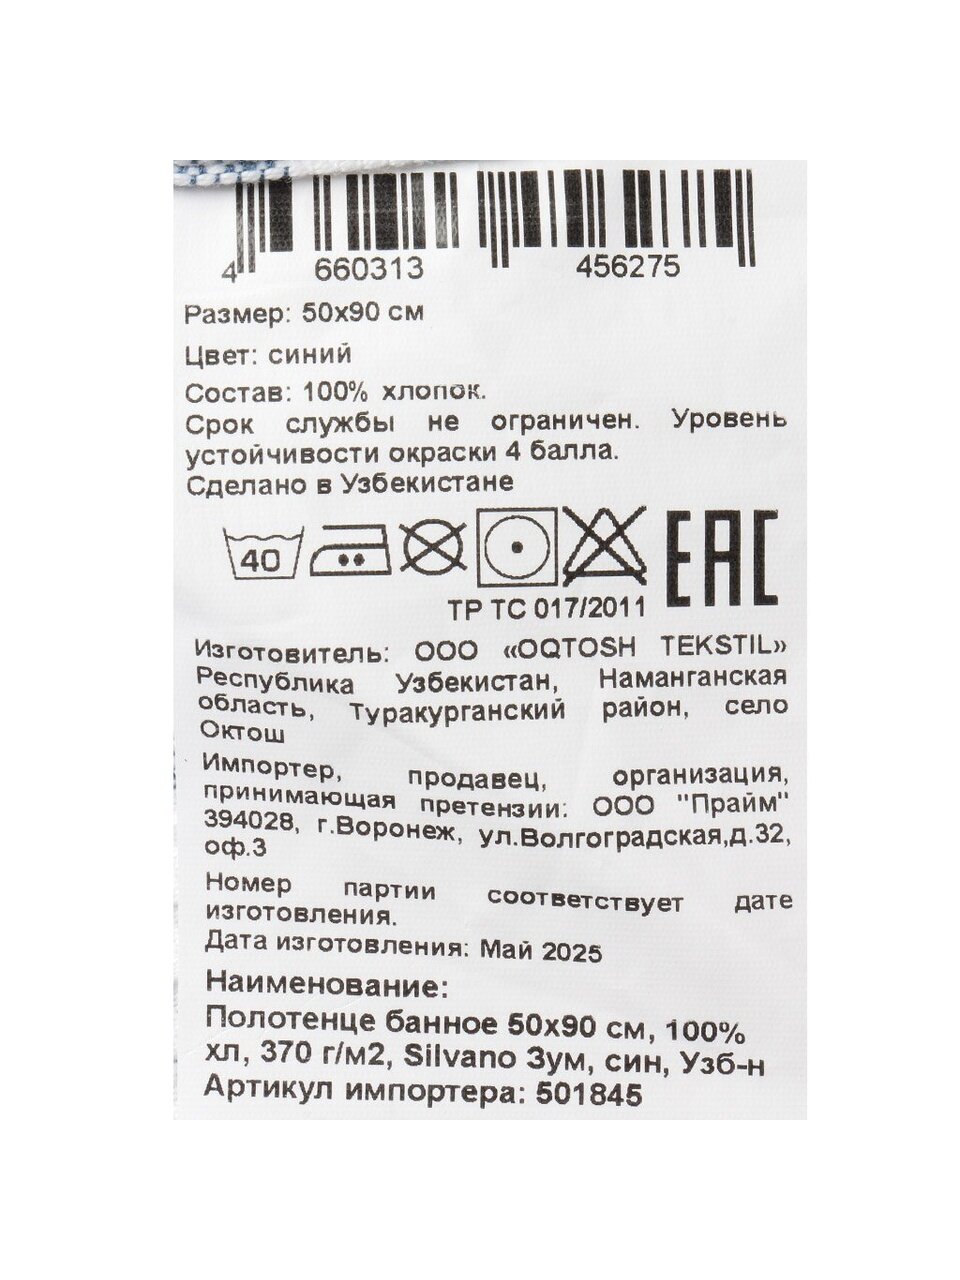 4 660313 456275
Размер: 50x90 см
Цвет: синий
Состав: 100% хлопок.
Срок службы не ограничен. Уровень
устойчивости окраски 4 балла.
Сделано в Узбекистане
40
EAC
ТР ТС 017/2011
Изготовитель: ООО «OQTOSH TEKSTIL»
Республика Узбекистан, Наманганская
область, Туракурганский район, село
Октош
Импортер, продавец, организация,
принимающая претензии: ООО "Прайм"
394028, г.Воронеж, ул.Волгоградская,д.32,
оф.3
Номер партии соответствует дате
изготовления.
Дата изготовления: Май 2025
Наименование:
Полотенце банное 50x90 см, 100%
хл, 370 г/м2, Silvano Зум, син, Узб-н
Артикул импортера: 501845